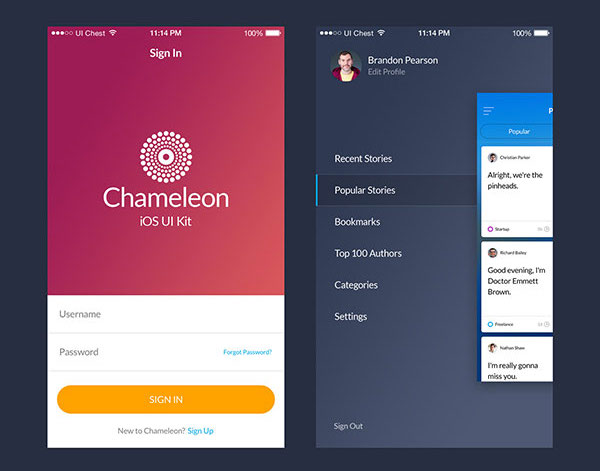 UI Chest
11:14 PM
100%
Sign In
Chameleon
iOS UI Kit
Username
Password
Forgot Password?
SIGN IN
New to Chameleon? Sign Up
UI Chest
11:14 PM
100%
Brandon Pearson
Edit Profile
Recent Stories
Popular Stories
Bookmarks
Top 100 Authors
Categories
Settings
Sign Out
P
Popular
Christian Parker
Alright, we're the
pinheads.
Startup
Richard Bailey
Good evening, I'm
Doctor Emmett
Brown.
Freelance
Nathan Shaw
I'm really gonna
miss you.